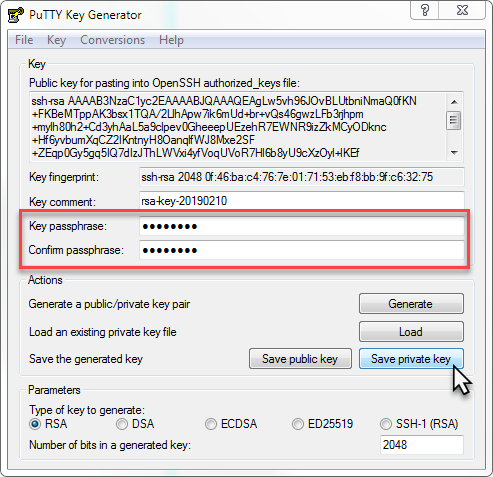 PuTTY Key Generator
File Key Conversions Help
Key
Public key for pasting into OpenSSH authorized_keys file:
ssh-rsa AAAAB3NzaC1yc2EAAAABJQAAAQEAgLw5vh96JOvBLUtbniNmaQ0fKN
+FKBeMTppAK3bsx1TQA/2LlhApw7ik6mUd+br+vQs46gwzLFb3rjhpm
+mylh80h2+Cd3yhAaL5a9clpev0GheeepUEzehR7EWNR9izZkMCyODknc
+Hf6yvbumXqCZ2IKntnyH8OanqlfWJ8Mxe2SF
+ZEqp0Gy5gq5IQ7dIzJThLWVxi4yfVoqUVoR7HI6b8yU9cXzOyl+IKEf
Key fingerprint: ssh-rsa 2048 0f:46:ba:c4:76:7e:01:71:53:eb:f8:bb:9f:c6:32:75
Key comment: rsa-key-20190210
Key passphrase: ●●●●●●●●
Confirm passphrase: ●●●●●●●●
Actions
Generate a public/private key pair Generate
Load an existing private key file Load
Save the generated key Save public key Save private key
Parameters
Type of key to generate:
RSA DSA ECDSA ED25519 SSH-1 (RSA)
Number of bits in a generated key: 2048